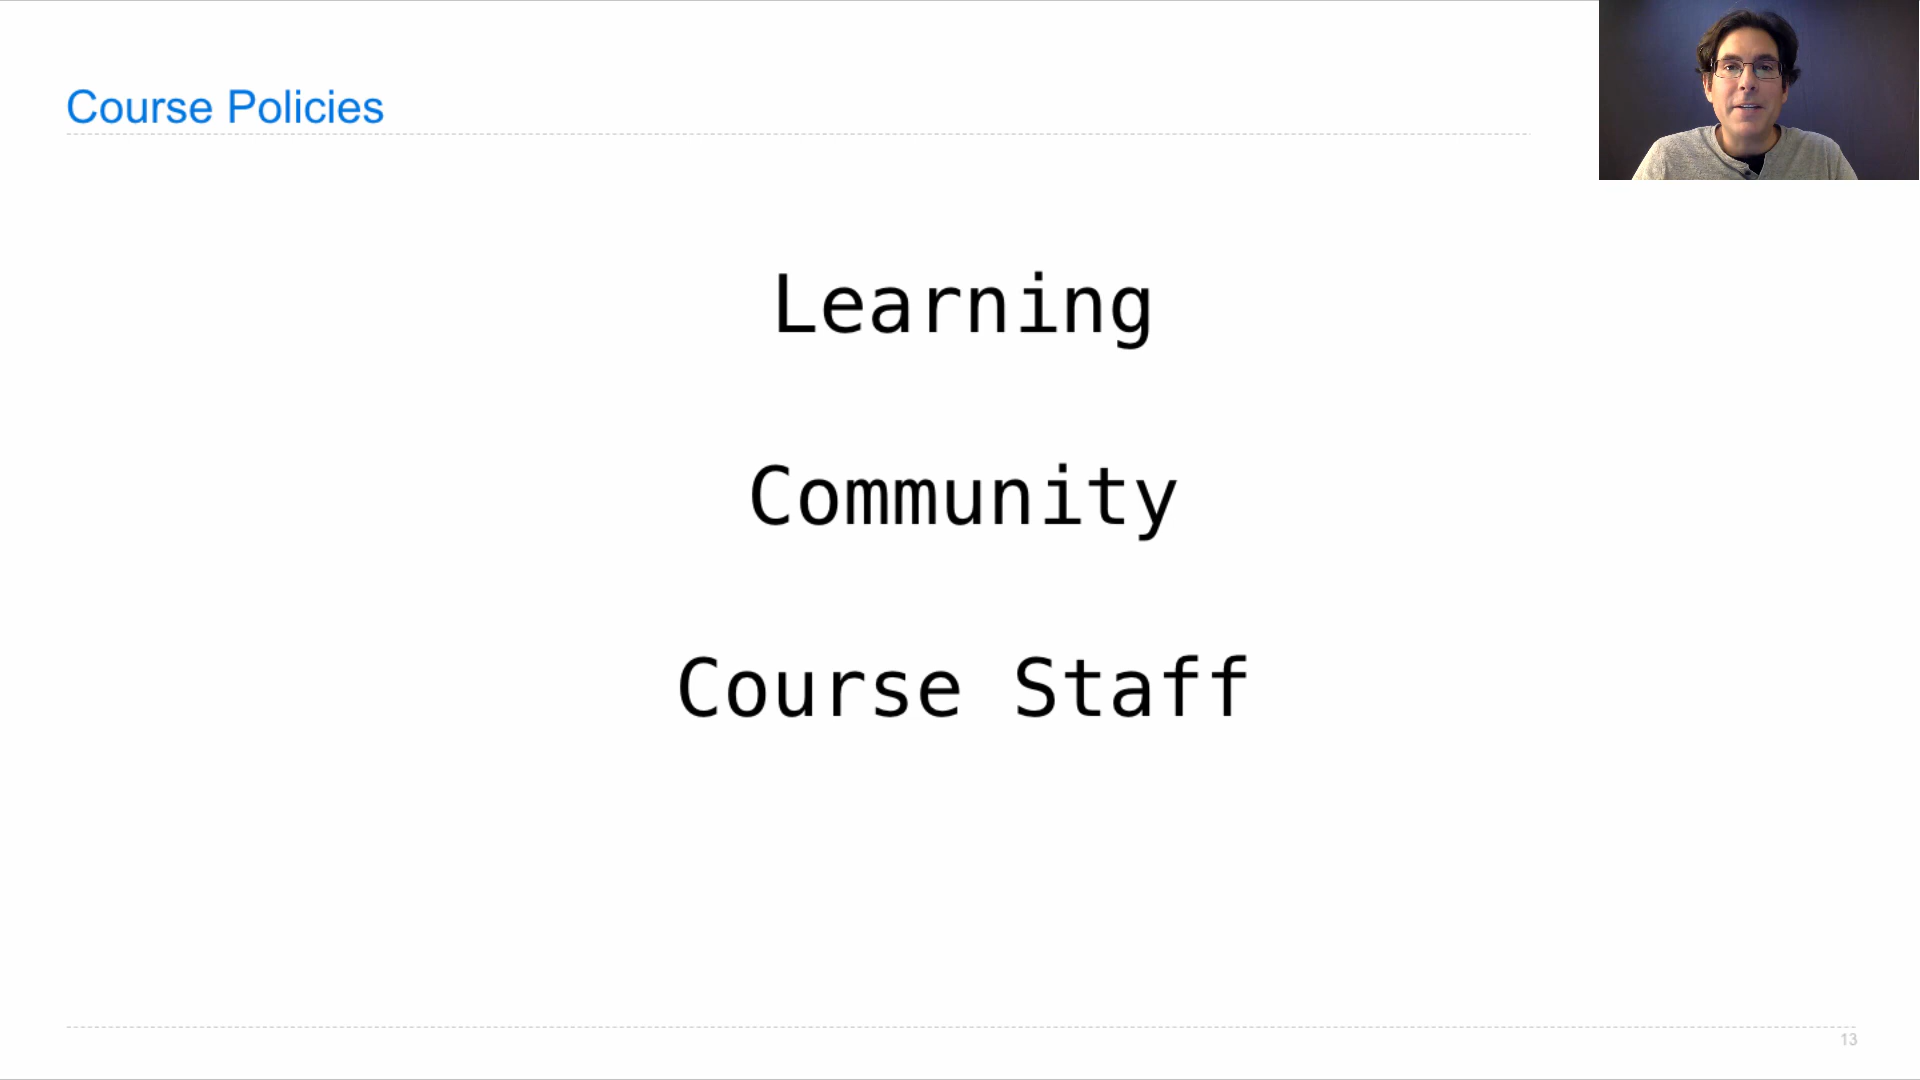 Course Policies
Learning
Community
Course Staff
13